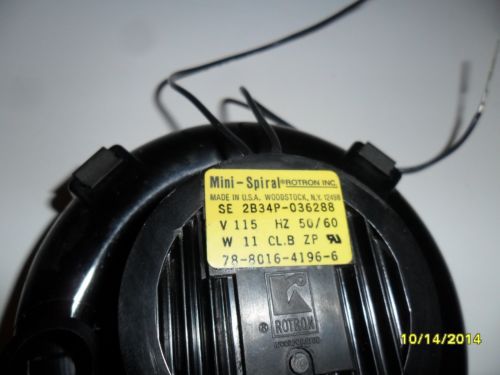 Mini-Spiral® ROTRON INC.
MADE IN U.S.A. WOODSTOCK, N.Y. 12498
SE 2B34P-036288
V 115 HZ 50/60
W 11 CL.B ZP
78-8016-4196-6
® ROTRON
INCORPORATED
10/14/2014